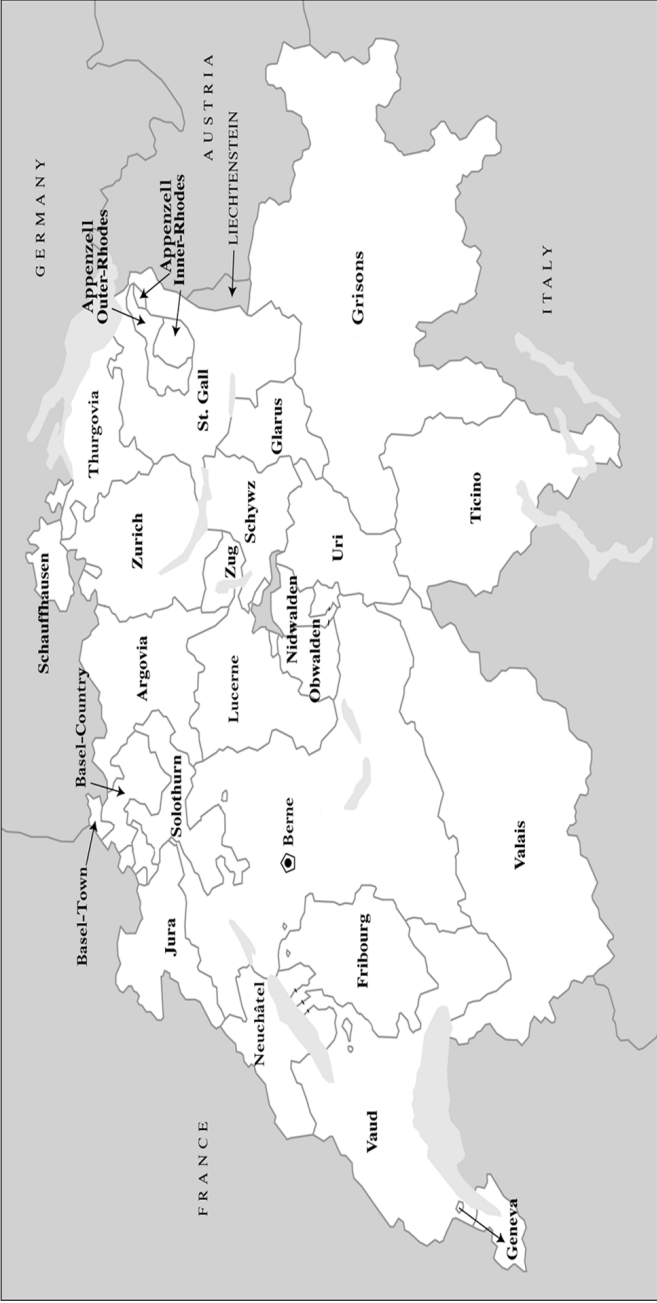 GERMANY
Schauffhausen
Basel-Country
Basel-Town
Appenzell
Outer-Rhodes
Thurgovia
Zurich
Argovia
Appenzell
Inner-Rhodes
Solothurn
Jura
AUSTRIA
LIECHTENSTEIN
St. Gall
FRANCE
Zug
Lucerne
Schywz
Glarus
Neuchâtel
Berne
Nidwalden
Obwalden
Uri
Grisons
Fribourg
Vaud
Ticino
Valais
Geneva
ITALY